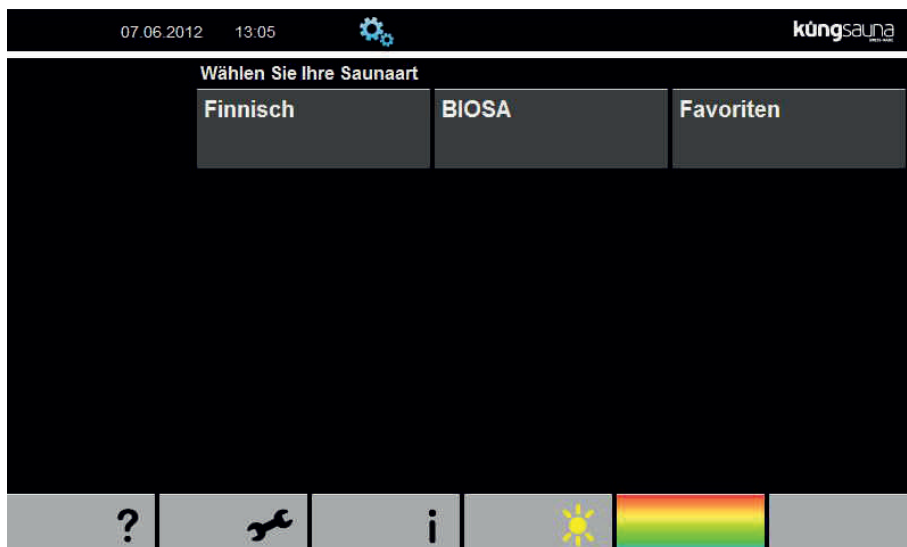 07.06.2012 13:05 küngsauna
Wählen Sie Ihre Saunaart
Finnisch BIOSA Favoriten
? i